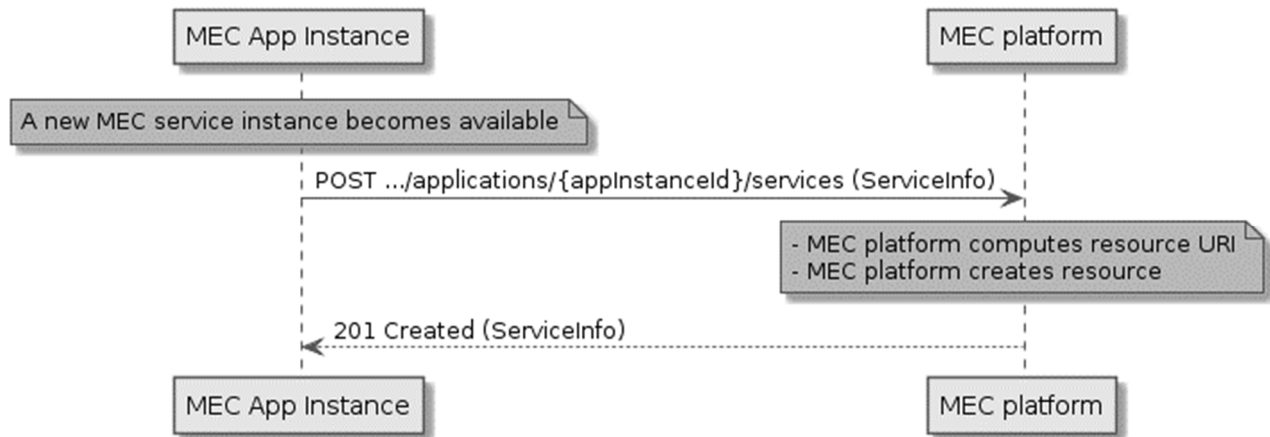 MEC App Instance
MEC platform
A new MEC service instance becomes available
POST .../applications/{appInstanceId}/services (ServiceInfo)
- MEC platform computes resource URI
- MEC platform creates resource
201 Created (ServiceInfo)
MEC App Instance
MEC platform